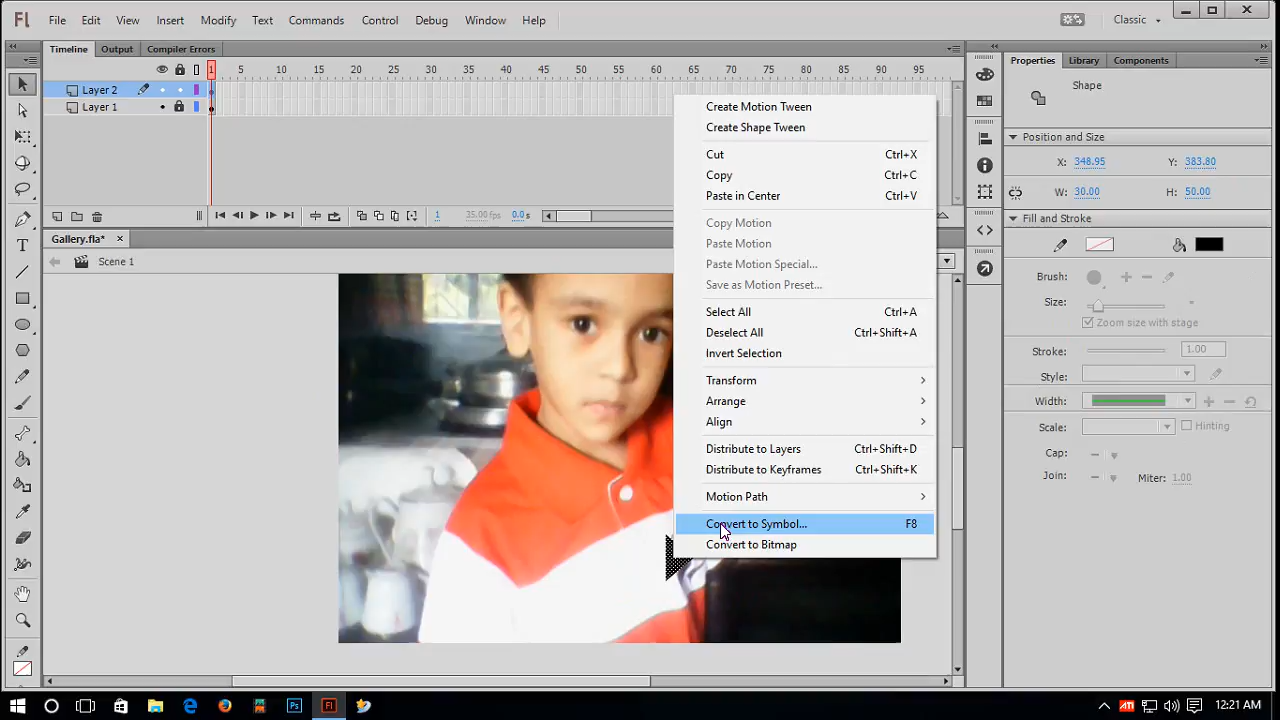 Fl File Edit View Insert Modify Text Commands Control Debug Window Help Classic
Timeline Output Compiler Errors
Properties Library Components
1 5 10 15 20 25 30 35 40 45 50 55 60 65 70 75 80 85 90 95
Layer 2
Layer 1
Shape
Position and Size
X: 348.95 Y: 383.80
W: 30.00 H: 50.00
1 35.00 fps 0.0 s
Fill and Stroke
Gallery.fla*
Scene 1
Brush:
Size:
Zoom size with stage
Stroke: 1.00
Style:
Width:
Scale: Hinting
Cap:
Join: Miter: 1.00
Create Motion Tween
Create Shape Tween
Cut Ctrl+X
Copy Ctrl+C
Paste in Center Ctrl+V
Copy Motion
Paste Motion
Paste Motion Special...
Save as Motion Preset...
Select All Ctrl+A
Deselect All Ctrl+Shift+A
Invert Selection
Transform
Arrange
Align
Distribute to Layers Ctrl+Shift+D
Distribute to Keyframes Ctrl+Shift+K
Motion Path
Convert to Symbol... F8
Convert to Bitmap
Ps Fl ATI 12:21 AM